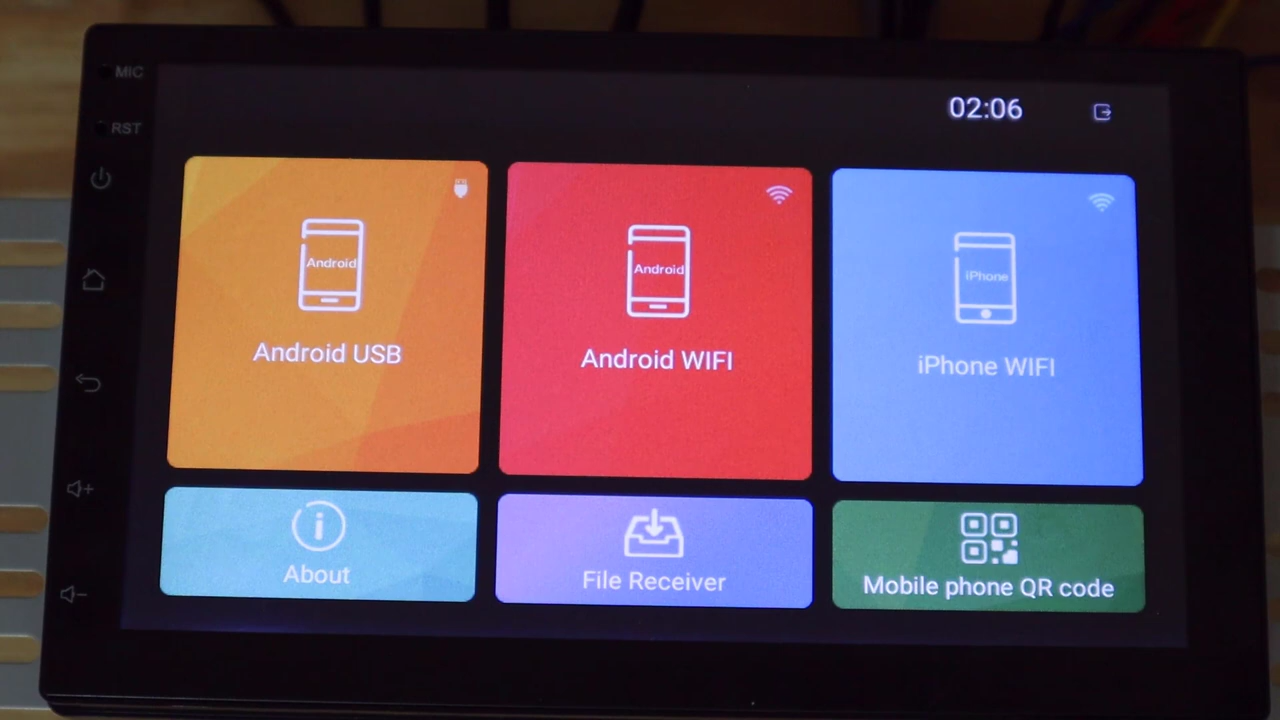 MIC
02:06
RST
Android
Android USB
Android
Android WIFI
iPhone
iPhone WIFI
About
File Receiver
Mobile phone QR code